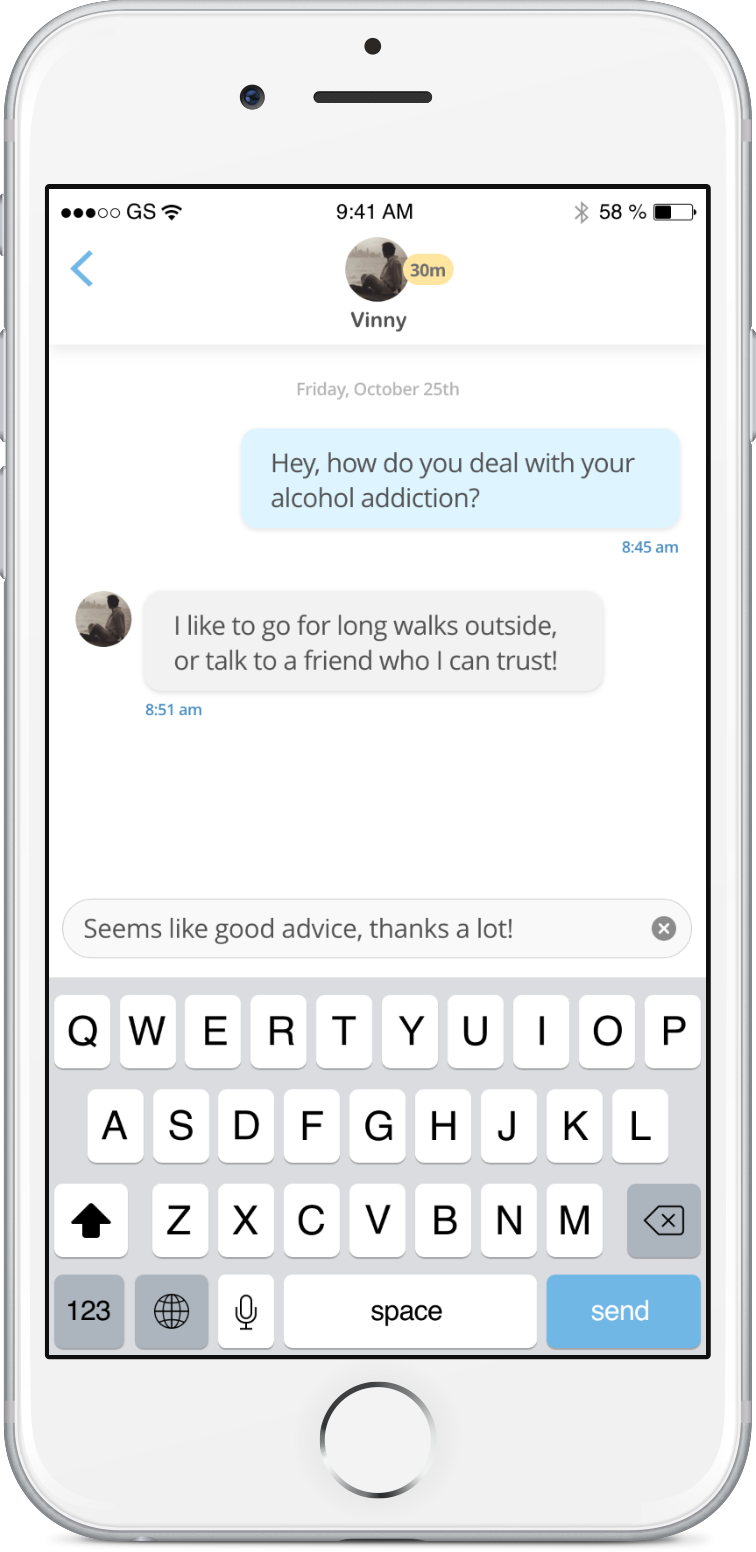 GS 9:41 AM 58 %
30m
Vinny
Friday, October 25th
Hey, how do you deal with your
alcohol addiction?
8:45 am
I like to go for long walks outside,
or talk to a friend who I can trust!
8:51 am
Seems like good advice, thanks a lot!
Q W E R T Y U I O P
A S D F G H J K L
Z X C V B N M
123 space send